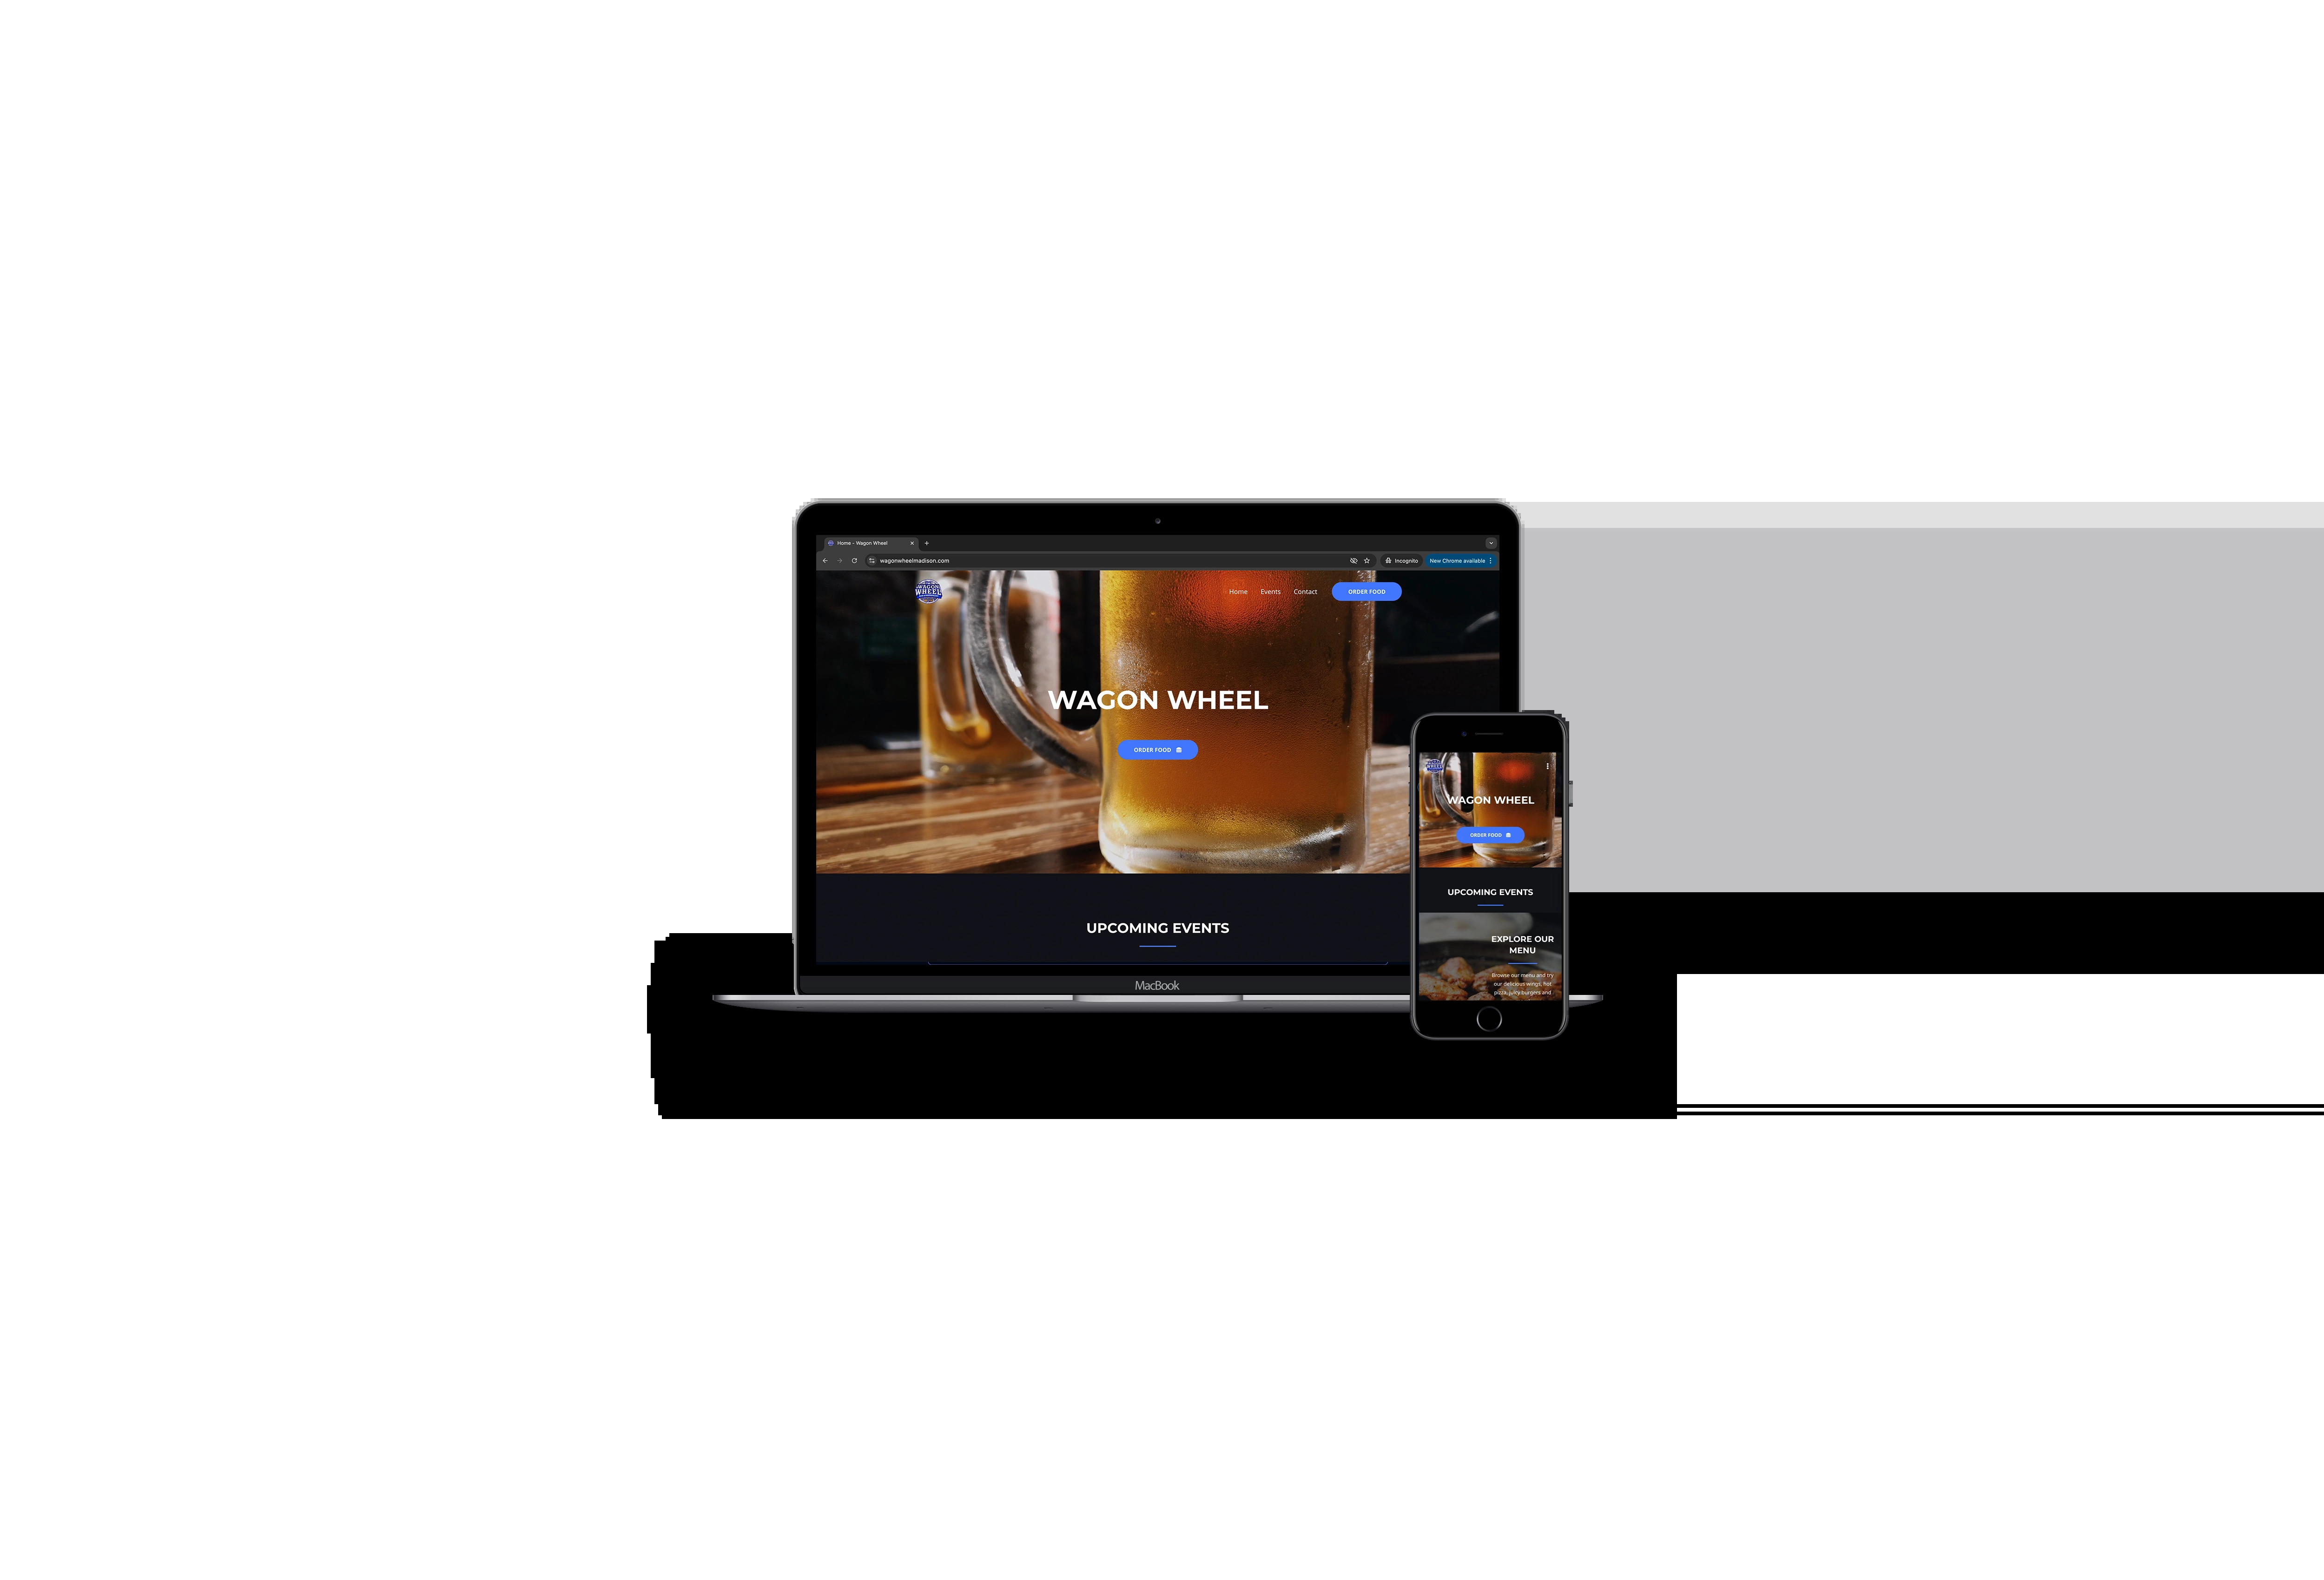 Home - Wagon Wheel
wagonwheelmadison.com
Incognito
New Chrome available
WAGON
WHEEL
Home Events Contact ORDER FOOD
WAGON WHEEL
ORDER FOOD
UPCOMING EVENTS
MacBook
WAGON
WHEEL
WAGON WHEEL
ORDER FOOD
UPCOMING EVENTS
EXPLORE OUR
MENU
Browse our menu and try
our delicious wings, hot
pizza, juicy burgers and